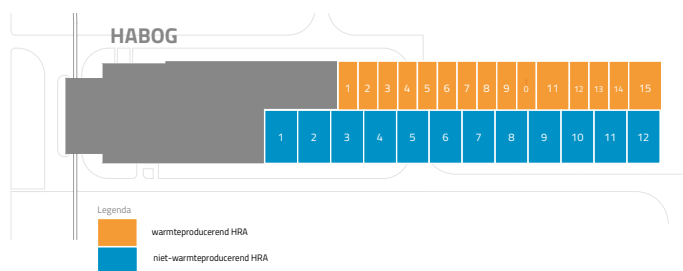 HABOG
1 2 3 4 5 6 7 8 9 0 11 12 13 14 15
1 2 3 4 5 6 7 8 9 10 11 12
Legenda
warmteproducerend HRA
niet-warmteproducerend HRA